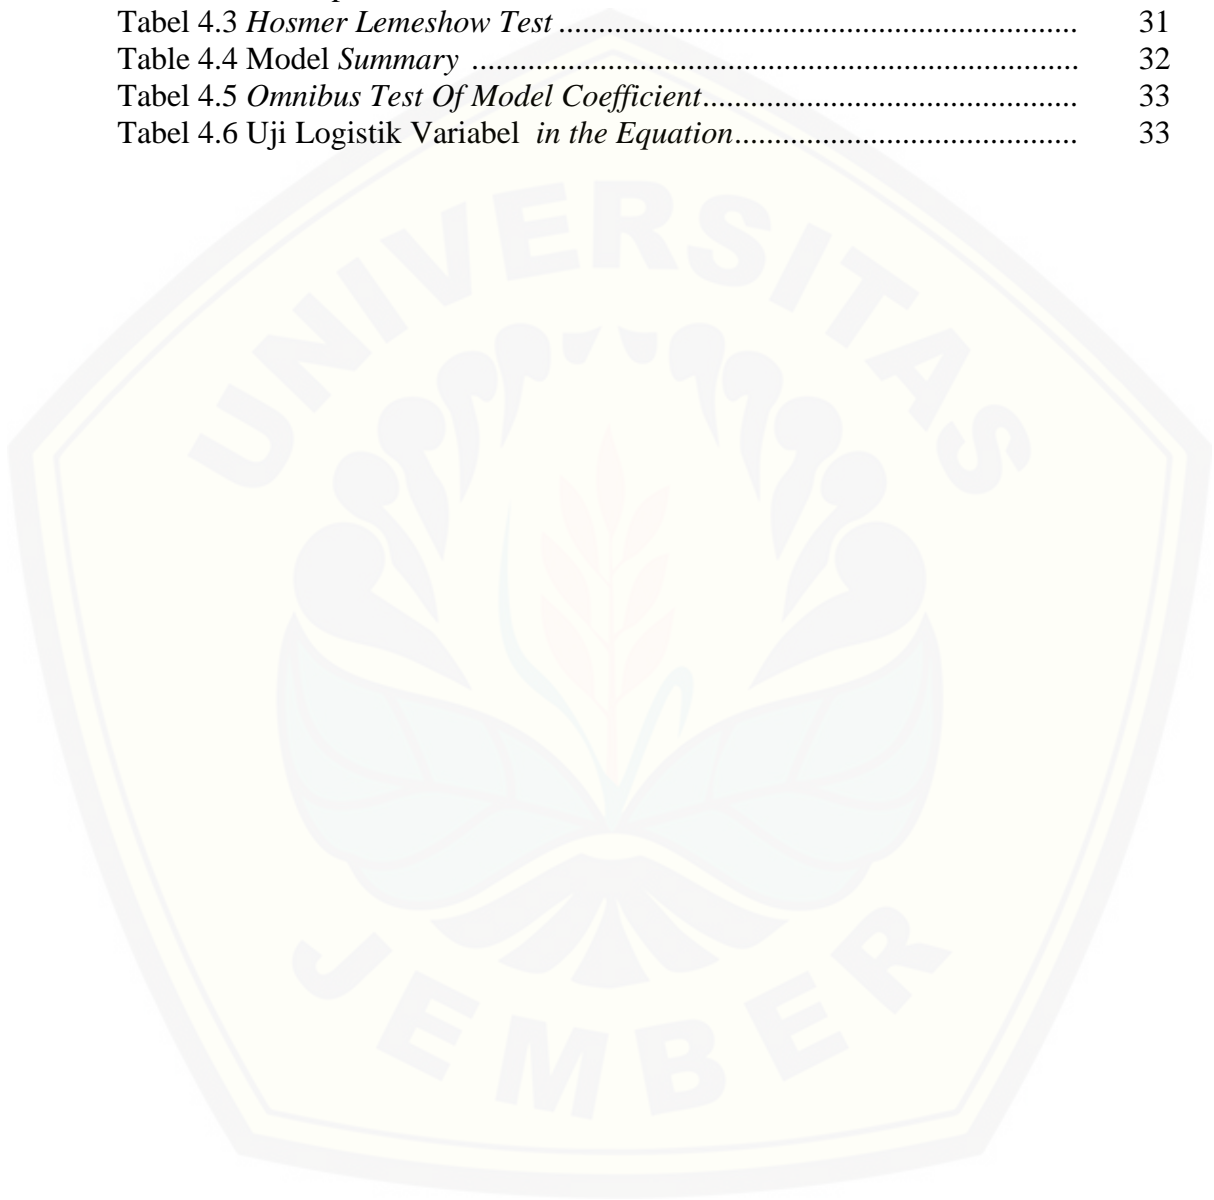 Tabel 4.3 Hosmer Lemeshow Test ................................................................. 31
Table 4.4 Model Summary ............................................................................ 32
Tabel 4.5 Omnibus Test Of Model Coefficient............................................... 33
Tabel 4.6 Uji Logistik Variabel in the Equation........................................... 33
UNIVERSITAS
JEMBER